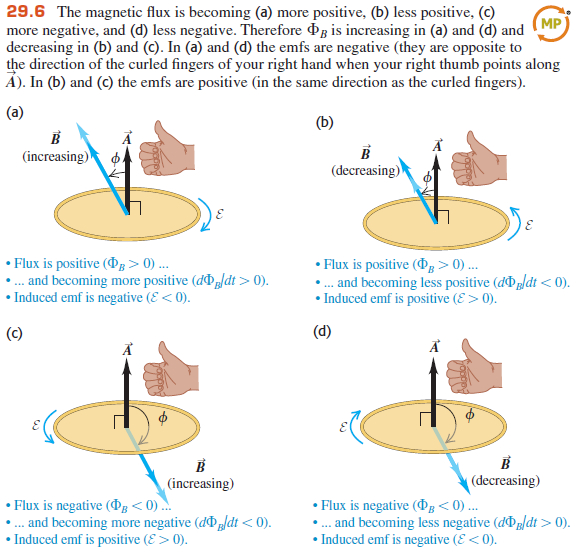 29.6 The magnetic flux is becoming (a) more positive, (b) less positive, (c)
more negative, and (d) less negative. Therefore Φ_B is increasing in (a) and (d) and
decreasing in (b) and (c). In (a) and (d) the emfs are negative (they are opposite to
the direction of the curled fingers of your right hand when your right thumb points along
A⃗). In (b) and (c) the emfs are positive (in the same direction as the curled fingers).
MP
(a)
B⃗
(increasing)
ϕ
A⃗
ℰ
• Flux is positive (Φ_B > 0) ...
• ... and becoming more positive (dΦ_B/dt > 0).
• Induced emf is negative (ℰ < 0).
(b)
B⃗
(decreasing)
ϕ
A⃗
ℰ
• Flux is positive (Φ_B > 0) ...
• ... and becoming less positive (dΦ_B/dt < 0).
• Induced emf is positive (ℰ > 0).
(c)
A⃗
ϕ
ℰ
B⃗
(increasing)
• Flux is negative (Φ_B < 0) ...
• ... and becoming more negative (dΦ_B/dt < 0).
• Induced emf is positive (ℰ > 0).
(d)
A⃗
ϕ
ℰ
B⃗
(decreasing)
• Flux is negative (Φ_B < 0) ...
• ... and becoming less negative (dΦ_B/dt > 0).
• Induced emf is negative (ℰ < 0).